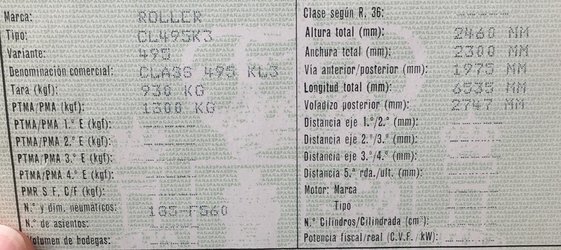 Marca: ROLLER
Tipo: CL495K3
Variante: 495
Denominación comercial: CLASS 495 KL3
Tara (kgf): 930 KG
PTMA/PMA (kgf): 1300 KG
PTMA/PMA 1.º E (kgf): -- --- ---
PTMA/PMA 2.º E (kgf): -- --- ---
PTMA/PMA 3.º E (kgf): -- --- ---
PTMA/PMA 4.º E (kgf): -- --- ---
PMR S F. C/F (kgf): -- --- ---
N.º y dim. neumáticos:
N.º de asientos: -- --- ---
Volumen de bodegas: -- --- ---
Clase según R. 36: -- --- ---
Altura total (mm): 2460 MM
Anchura total (mm): 2300 MM
Via anterior/posterior (mm): 1975 MM
Longitud total (mm): 6535 MM
Voladizo posterior (mm): 2747 MM
Distancia eje 1.º/2.º (mm): -- --- ---
Distancia eje 2.º/3.º (mm): -- --- ---
Distancia eje 3.º/4.º (mm): -- --- ---
Distancia 5.ª rda./ult. (mm): -- --- ---
Motor: Marca -- --- ---
Tipo -- --- ---
N.º Cilindros/Cilindrada (cm³): -- --- ---
Potencia fiscal/real (C.V.F. / kW): -- --- ---